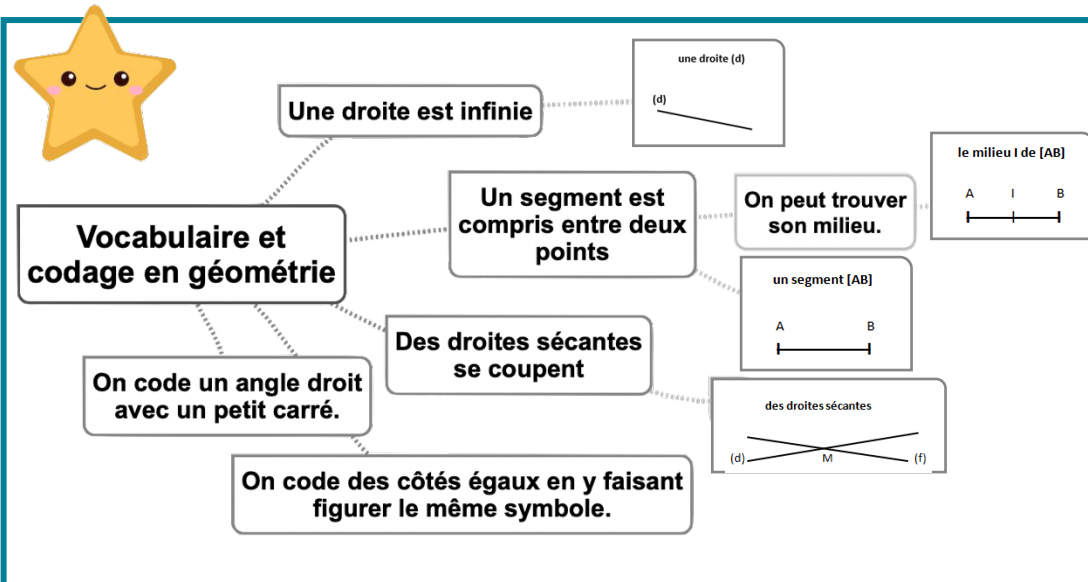 une droite (d)
(d)
Une droite est infinie
le milieu I de [AB]
A I B
Un segment est
compris entre deux
points
On peut trouver
son milieu.
Vocabulaire et
codage en géométrie
un segment [AB]
A B
Des droites sécantes
se coupent
On code un angle droit
avec un petit carré.
des droites sécantes
(d) M (f)
On code des côtés égaux en y faisant
figurer le même symbole.